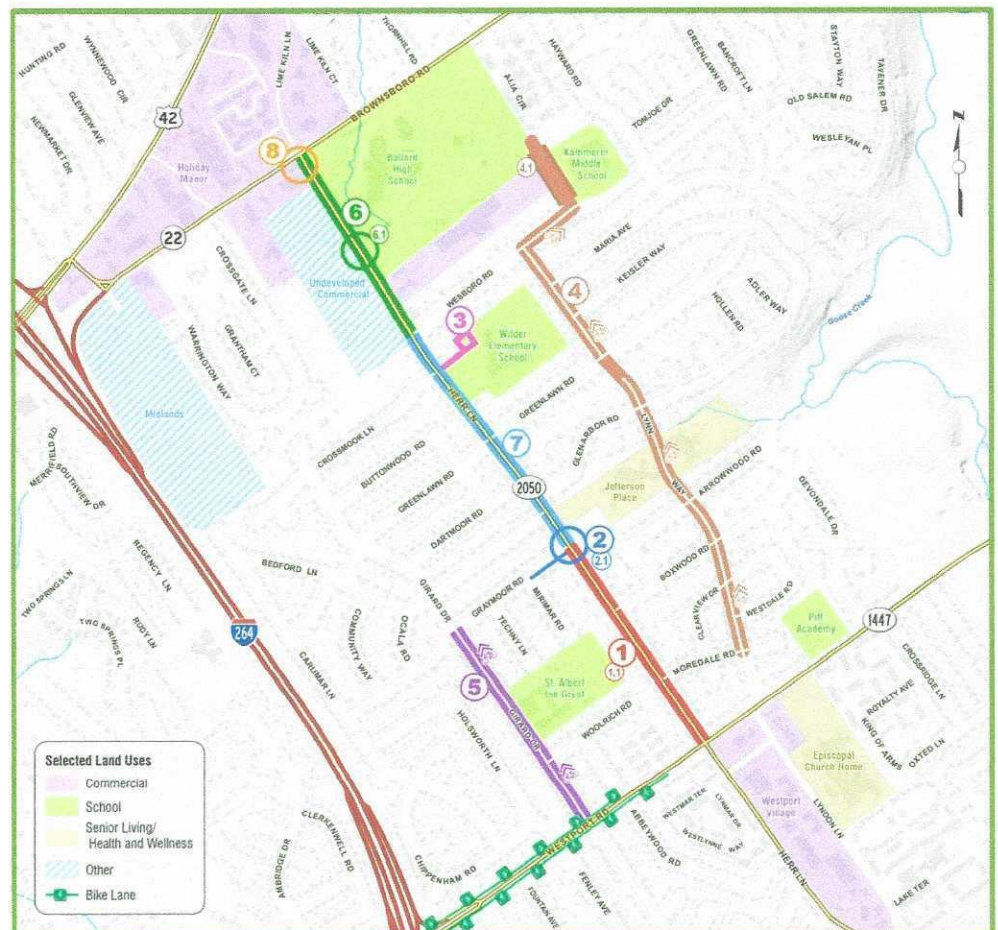 HUNTING RD
WYNNEWOOD CIR
GLENVIEW AVE
NEWMARKET DR
42
LIME KILN LN
LIME KILN CT
THORNHILL RD
BROWNSBORO RD
ALIA CIR
HAYWARD RD
TOMJOE DR
GREENLAWN RD
BANCROFT LN
STAYTON WAY
TAVENER DR
OLD SALEM RD
WESLEYAN PL
8
Holiday
Manor
Ballard
High
School
4.1
Kammerer
Middle
School
22
6
6.1
Undeveloped
Commercial
CROSSGATE LN
WESBORO RD
MARIA AVE
KEISLER WAY
4
HOLLEN RD
ADLER WAY
Goose Creek
3
Wilder
Elementary
School
GRANTHAM CT
WARRINGTON WAY
Midlands
HERR LN
GREENLAWN RD
GLENARBOR RD
LYNN
WAY
CROSSMOOR LN
BUTTONWOOD RD
GREENLAWN RD
DARTMOOR RD
7
2050
Jefferson
Place
ARROWWOOD RD
DEVONDALE DR
MERRIFIELD RD
SOUTHVIEW DR
REGENCY LN
2
2.1
BOXWOOD RD
CLEARVIEW DR
WESTDALE RD
TWO SPRINGS LN
TWO SPRINGS PL
RUDY LN
BEDFORD LN
GIRARD DR
GRAYMOOR RD
MIRIMAR RD
TECHNY LN
264
CARLIMAR LN
COMMUNITY WAY
OCALA RD
1
1.1
MOREDALE RD
Pitt
Academy
1447
5
St. Albert
the Great
WOOLRICH RD
GIRARD DR
HOLSWORTH LN
CROSSRIDGE LN
ROYALTY AVE
KING OF ARMS
OXTED LN
Episcopal
Church Home
Westport
Village
LYNDON LN
WESTPORT RD
WESTMAR TER
LYNMAR DR
WESTLYNNE WAY
ABBEYWOOD RD
HERR LN
LAKE TER
CLERKENWELL RD
AMBRIDGE DR
CHIPPENHAM RD
FOUNTAIN AVE
FENLEY AVE
Selected Land Uses
Commercial
School
Senior Living/
Health and Wellness
Other
Bike Lane